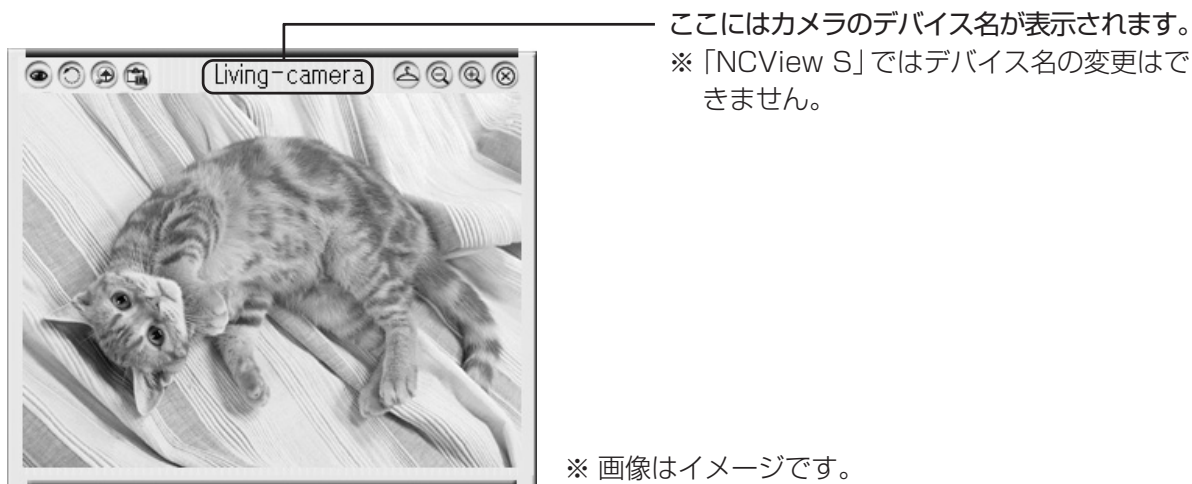 ここにはカメラのデバイス名が表示されます。
※「NCView S」ではデバイス名の変更はで
きません。
Living-camera
※ 画像はイメージです。